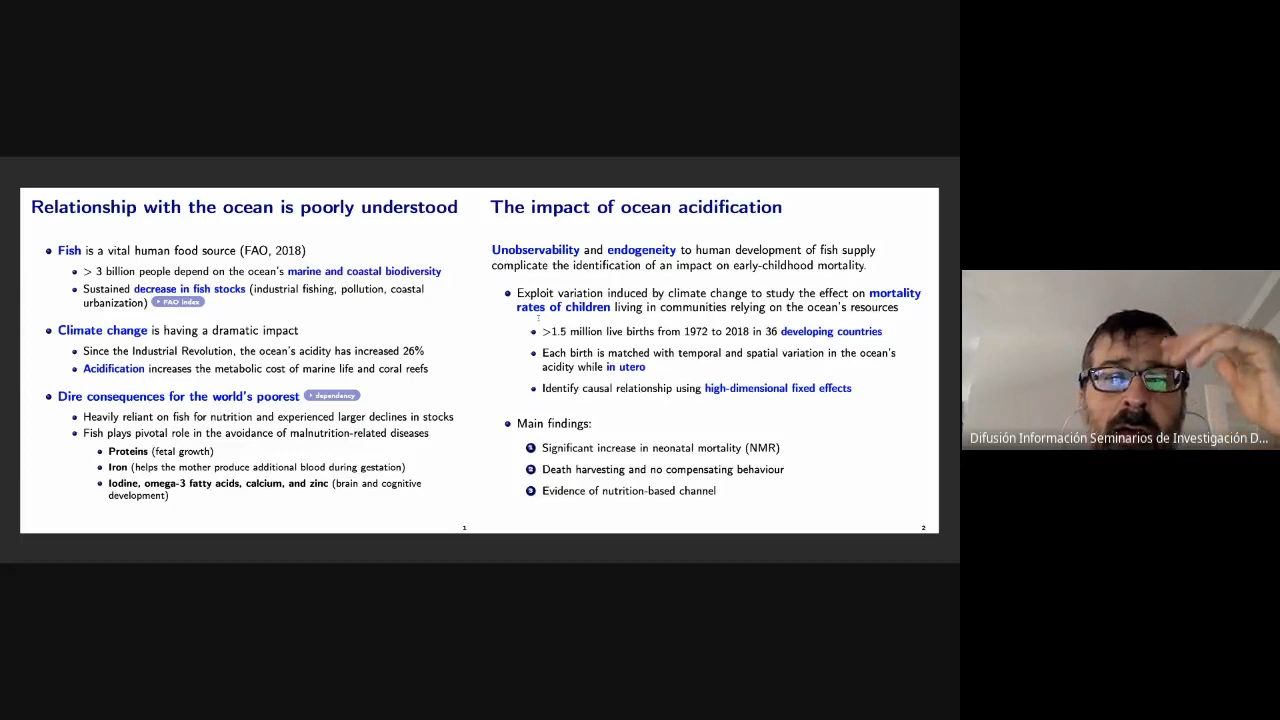 Relationship with the ocean is poorly understood
Fish is a vital human food source (FAO, 2018)
> 3 billion people depend on the ocean's marine and coastal biodiversity
Sustained decrease in fish stocks (industrial fishing, pollution, coastal
urbanization) FAO index
Climate change is having a dramatic impact
Since the Industrial Revolution, the ocean's acidity has increased 26%
Acidification increases the metabolic cost of marine life and coral reefs
Dire consequences for the world's poorest dependency
Heavily reliant on fish for nutrition and experienced larger declines in stocks
Fish plays pivotal role in the avoidance of malnutrition-related diseases
Proteins (fetal growth)
Iron (helps the mother produce additional blood during gestation)
Iodine, omega-3 fatty acids, calcium, and zinc (brain and cognitive
development)
1
The impact of ocean acidification
Unobservability and endogeneity to human development of fish supply
complicate the identification of an impact on early-childhood mortality.
Exploit variation induced by climate change to study the effect on mortality
rates of children living in communities relying on the ocean's resources
>1.5 million live births from 1972 to 2018 in 36 developing countries
Each birth is matched with temporal and spatial variation in the ocean's
acidity while in utero
Identify causal relationship using high-dimensional fixed effects
Main findings:
1 Significant increase in neonatal mortality (NMR)
2 Death harvesting and no compensating behaviour
3 Evidence of nutrition-based channel
2
Difusión Información Seminarios de Investigación D...